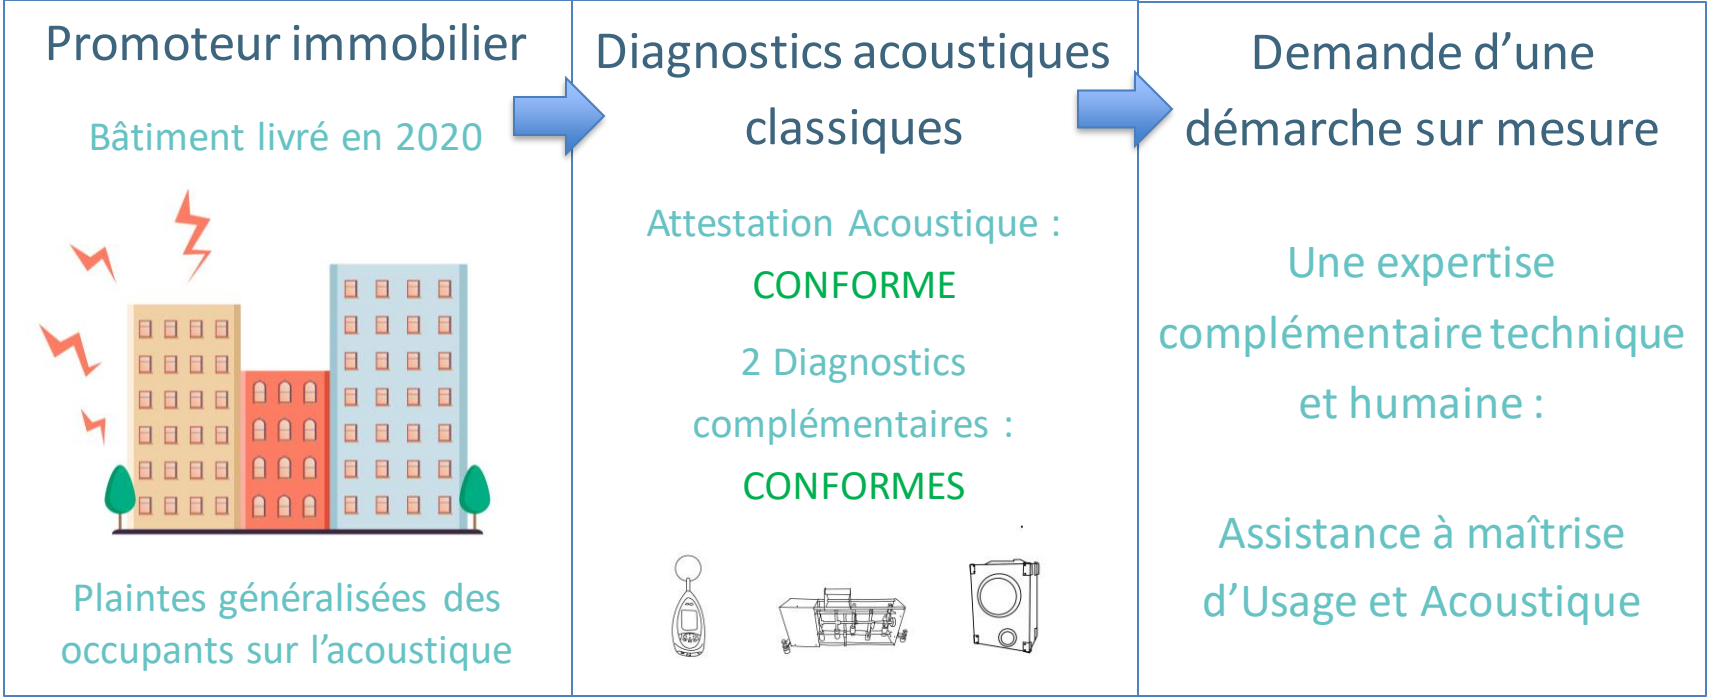 Promoteur immobilier
Bâtiment livré en 2020
Plaintes généralisées des
occupants sur l’acoustique
Diagnostics acoustiques
classiques
Attestation Acoustique :
CONFORME
2 Diagnostics
complémentaires :
CONFORMES
Demande d’une
démarche sur mesure
Une expertise
complémentaire technique
et humaine :
Assistance à maîtrise
d’Usage et Acoustique